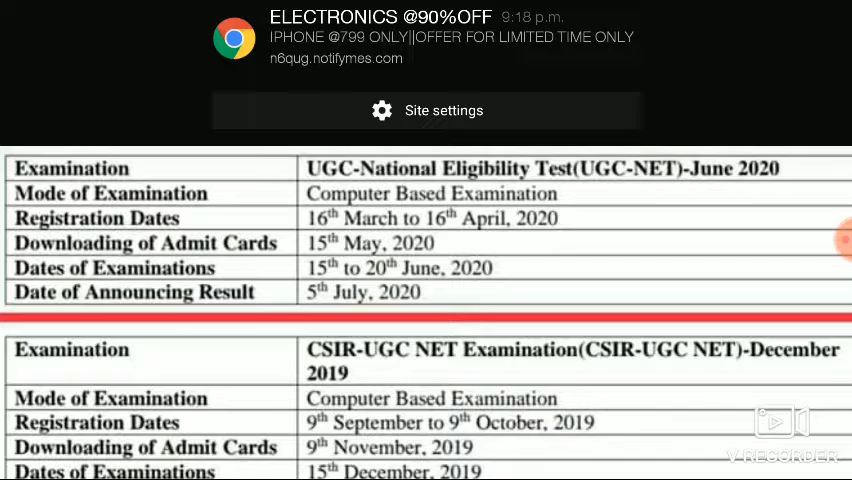 ELECTRONICS @90%OFF 9:18 p.m.
IPHONE @799 ONLY||OFFER FOR LIMITED TIME ONLY
n6qug.notifymes.com
Site settings
Examination UGC-National Eligibility Test(UGC-NET)-June 2020
Mode of Examination Computer Based Examination
Registration Dates 16th March to 16th April, 2020
Downloading of Admit Cards 15th May, 2020
Dates of Examinations 15th to 20th June, 2020
Date of Announcing Result 5th July, 2020
Examination CSIR-UGC NET Examination(CSIR-UGC NET)-December
2019
Mode of Examination Computer Based Examination
Registration Dates 9th September to 9th October, 2019
Downloading of Admit Cards 9th November, 2019
Dates of Examinations 15th December, 2019
V RECORDER